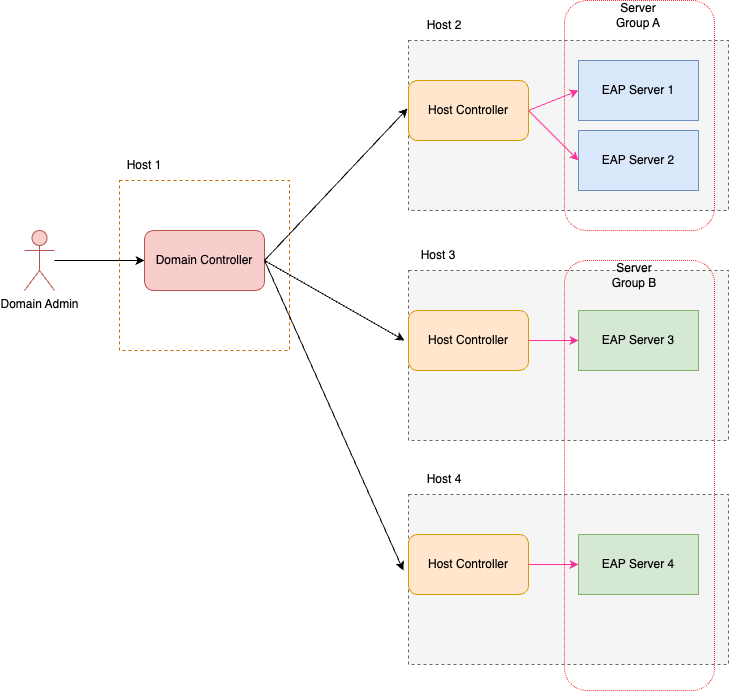 Server
Group A
Host 2
EAP Server 1
Host Controller
EAP Server 2
Host 1
Domain Controller
Domain Admin
Host 3
Server
Group B
Host Controller
EAP Server 3
Host 4
Host Controller
EAP Server 4